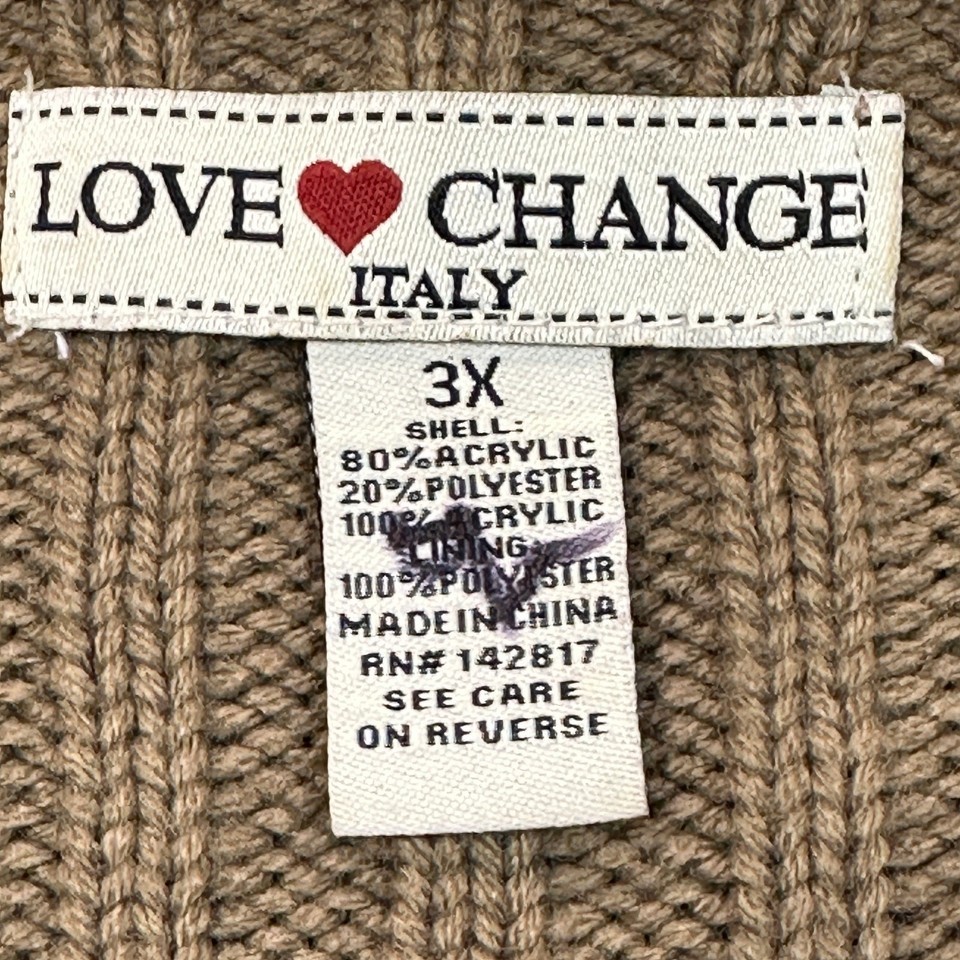 LOVE CHANGE
ITALY
3X
SHELL:
80%ACRYLIC
20%POLYESTER
100%ACRYLIC
LINING:
100%POLYESTER
MADE IN CHINA
RN# 142817
SEE CARE
ON REVERSE